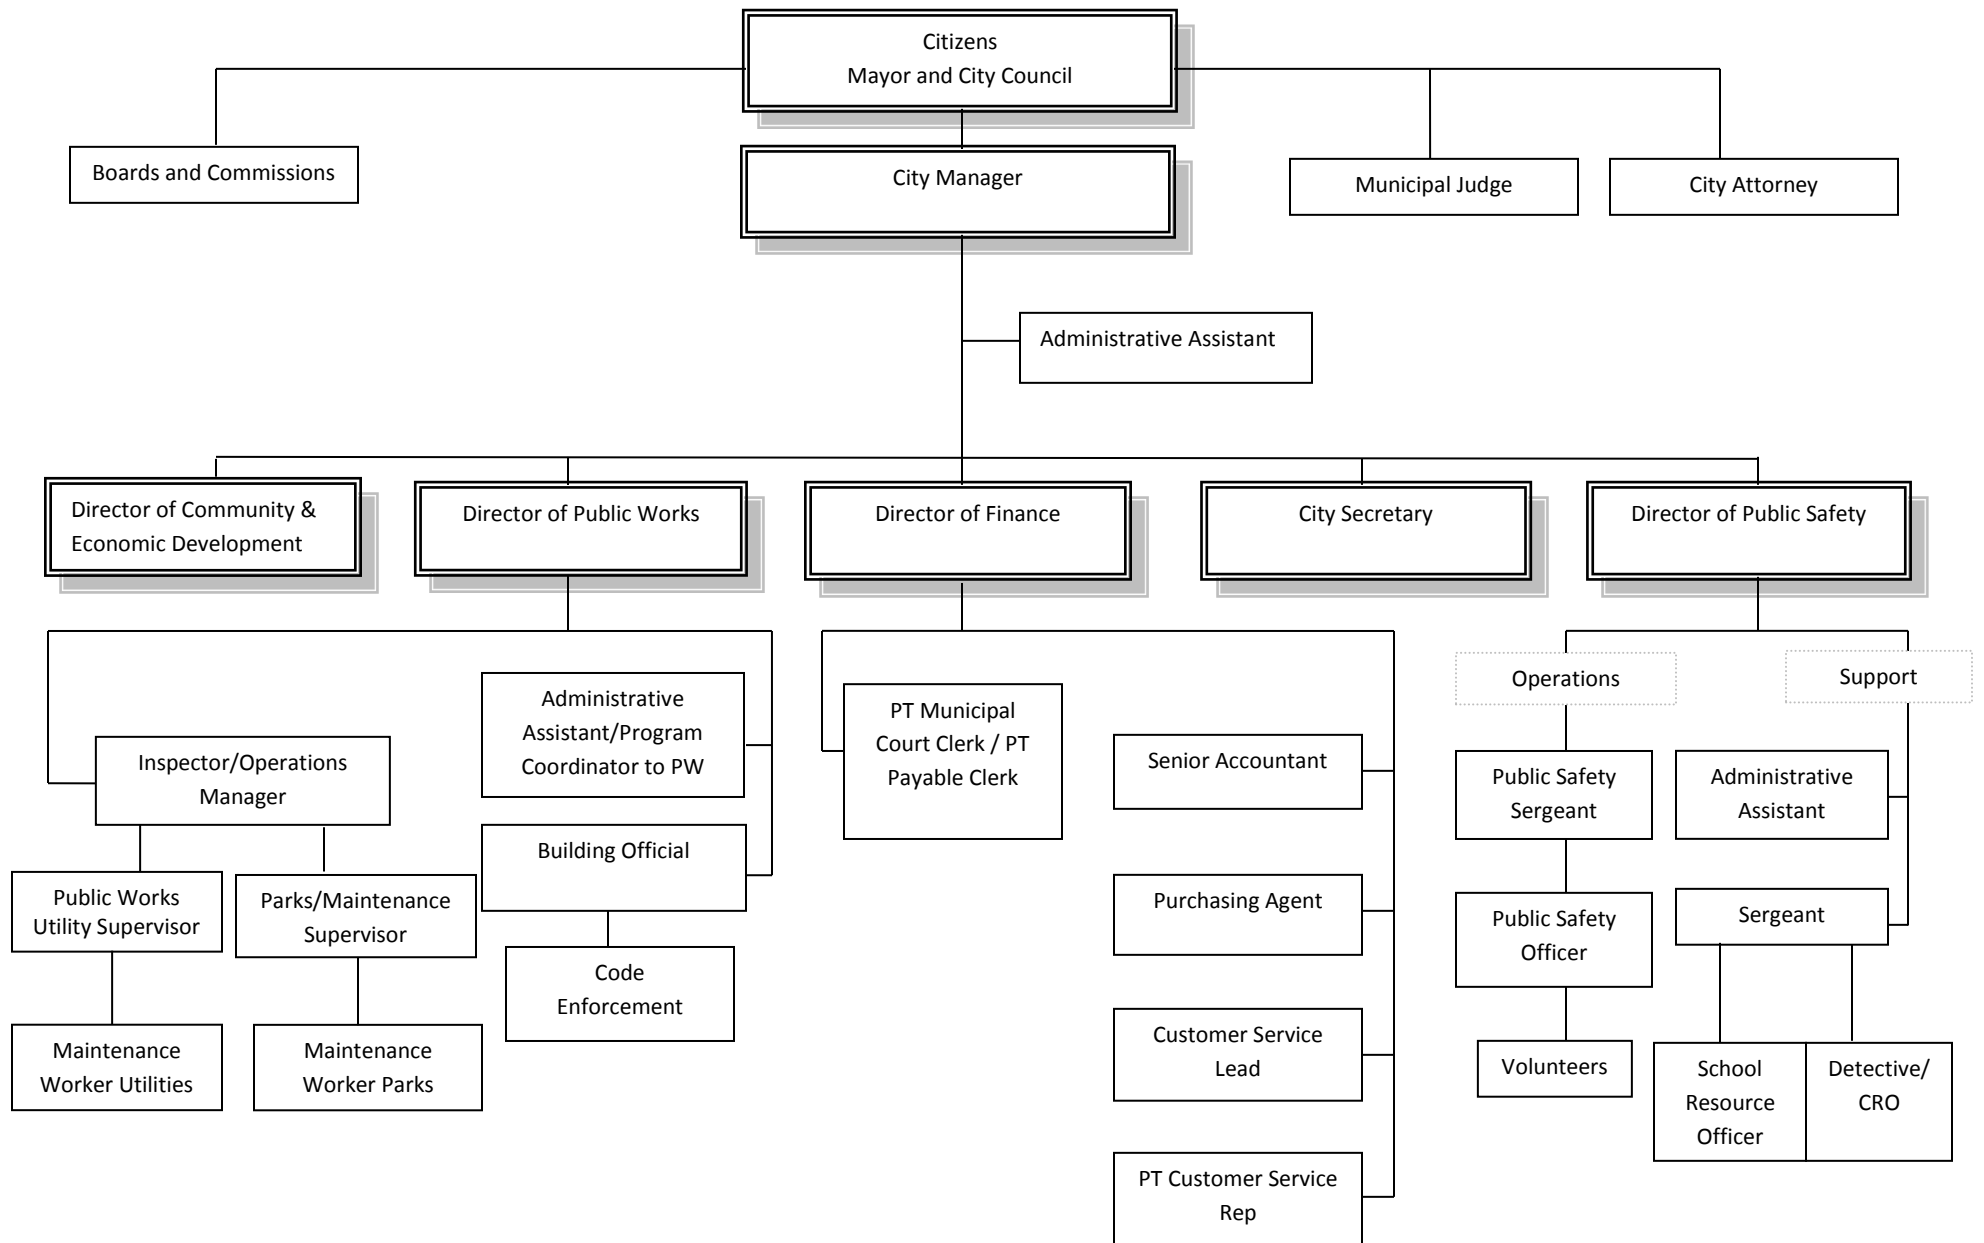 Citizens
Mayor and City Council
Boards and Commissions
City Manager
Municipal Judge
City Attorney
Administrative Assistant
Director of Community &
Economic Development
Director of Public Works
Director of Finance
City Secretary
Director of Public Safety
Inspector/Operations
Manager
Administrative
Assistant/Program
Coordinator to PW
Building Official
Code
Enforcement
Public Works
Utility Supervisor
Parks/Maintenance
Supervisor
Maintenance
Worker Utilities
Maintenance
Worker Parks
PT Municipal
Court Clerk / PT
Payable Clerk
Senior Accountant
Purchasing Agent
Customer Service
Lead
PT Customer Service
Rep
Operations
Support
Public Safety
Sergeant
Public Safety
Officer
Volunteers
Administrative
Assistant
Sergeant
School
Resource
Officer
Detective/
CRO